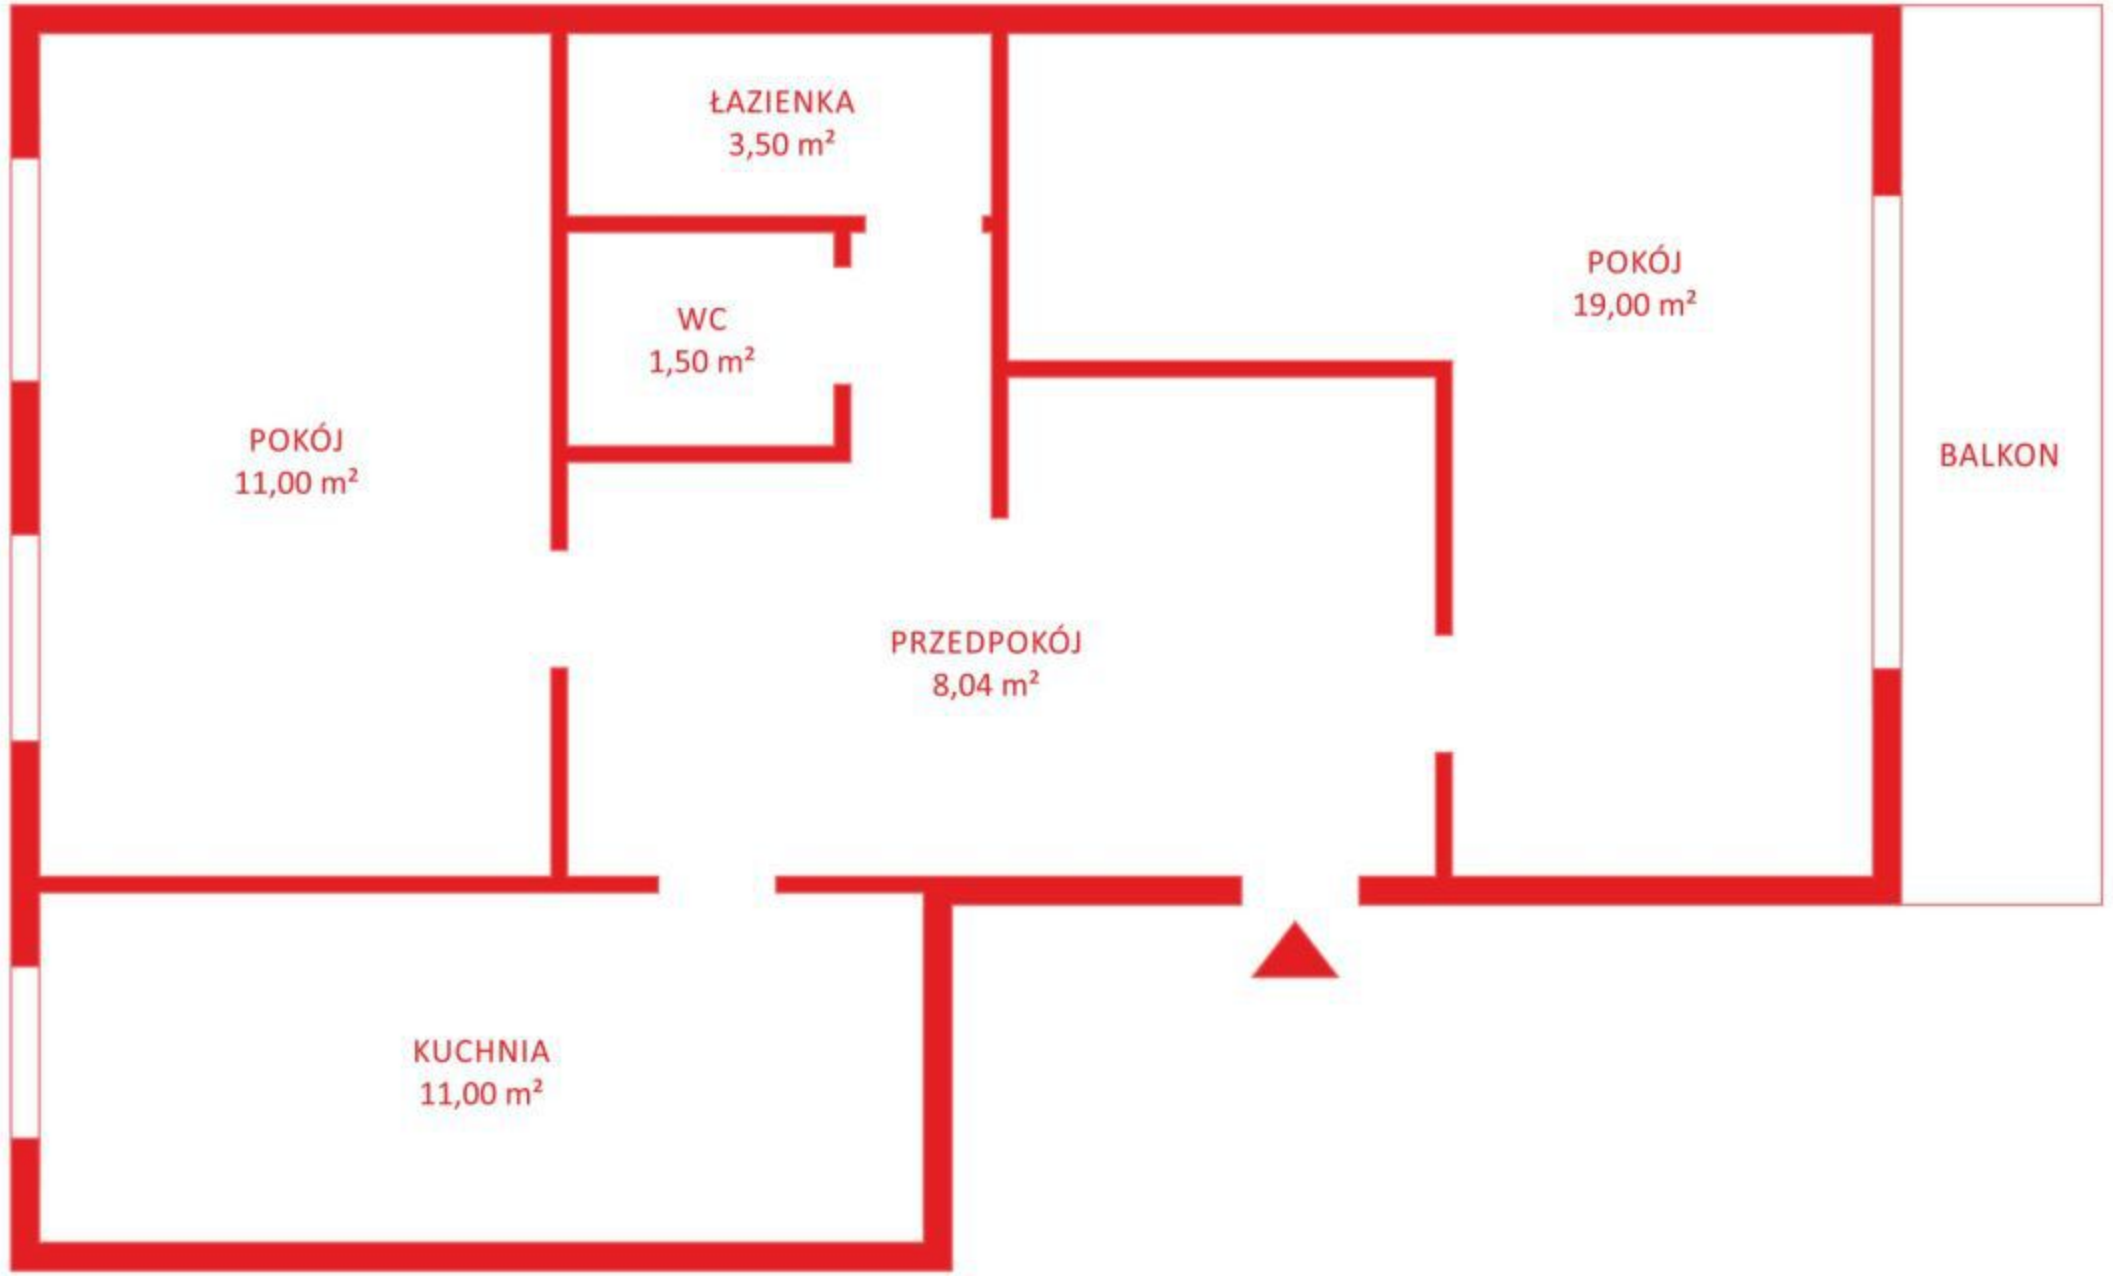 ŁAZIENKA
3,50 m²
POKÓJ
19,00 m²
WC
1,50 m²
POKÓJ
11,00 m²
BALKON
PRZEDPOKÓJ
8,04 m²
KUCHNIA
11,00 m²